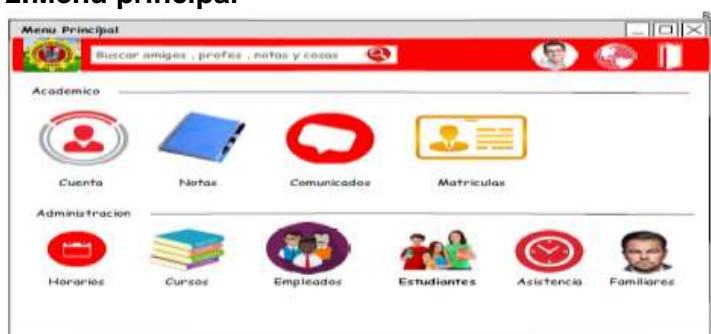 2.Menu principal
Menu Principal
Buscar amigos , profes , notas y cosas
Academico
Cuenta Notas Comunicados Matriculas
Administracion
Horarios Cursos Empleados Estudiantes Asistencia Familiares